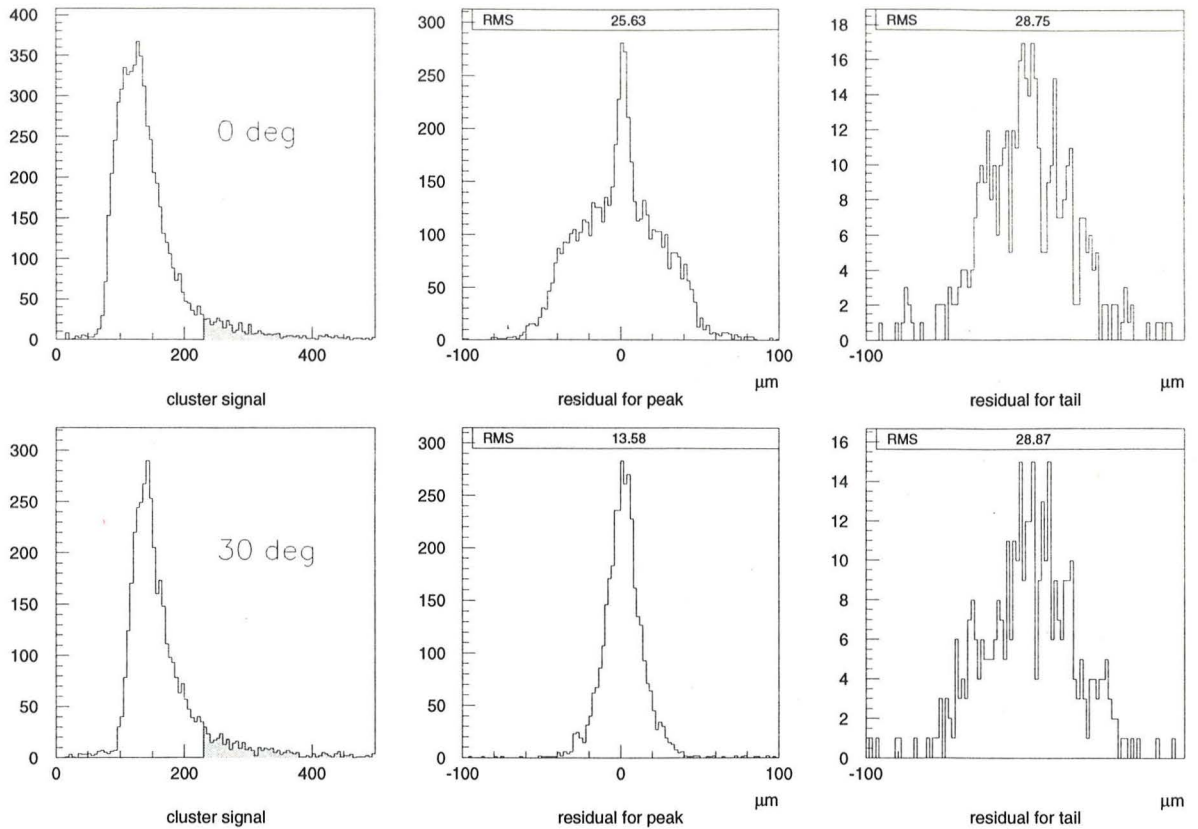 400
350
300
250
200
150
100
50
0
0 200 400
0 deg
cluster signal
RMS 25.63
300
250
200
150
100
50
0
-100 0 100
μm
residual for peak
RMS 28.75
18
16
14
12
10
8
6
4
2
0
-100
μm
residual for tail
300
250
200
150
100
50
0
0 200 400
30 deg
cluster signal
RMS 13.58
300
250
200
150
100
50
0
-100 0 100
μm
residual for peak
RMS 28.87
16
14
12
10
8
6
4
2
0
-100
μm
residual for tail